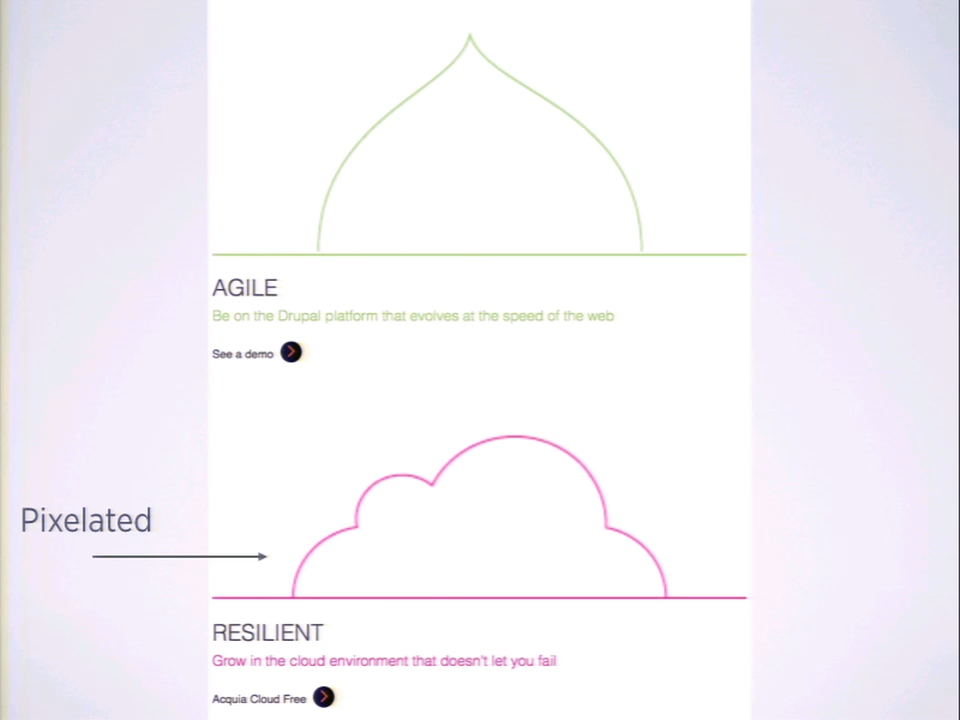 AGILE
Be on the Drupal platform that evolves at the speed of the web
See a demo
Pixelated
RESILIENT
Grow in the cloud environment that doesn't let you fail
Acquia Cloud Free